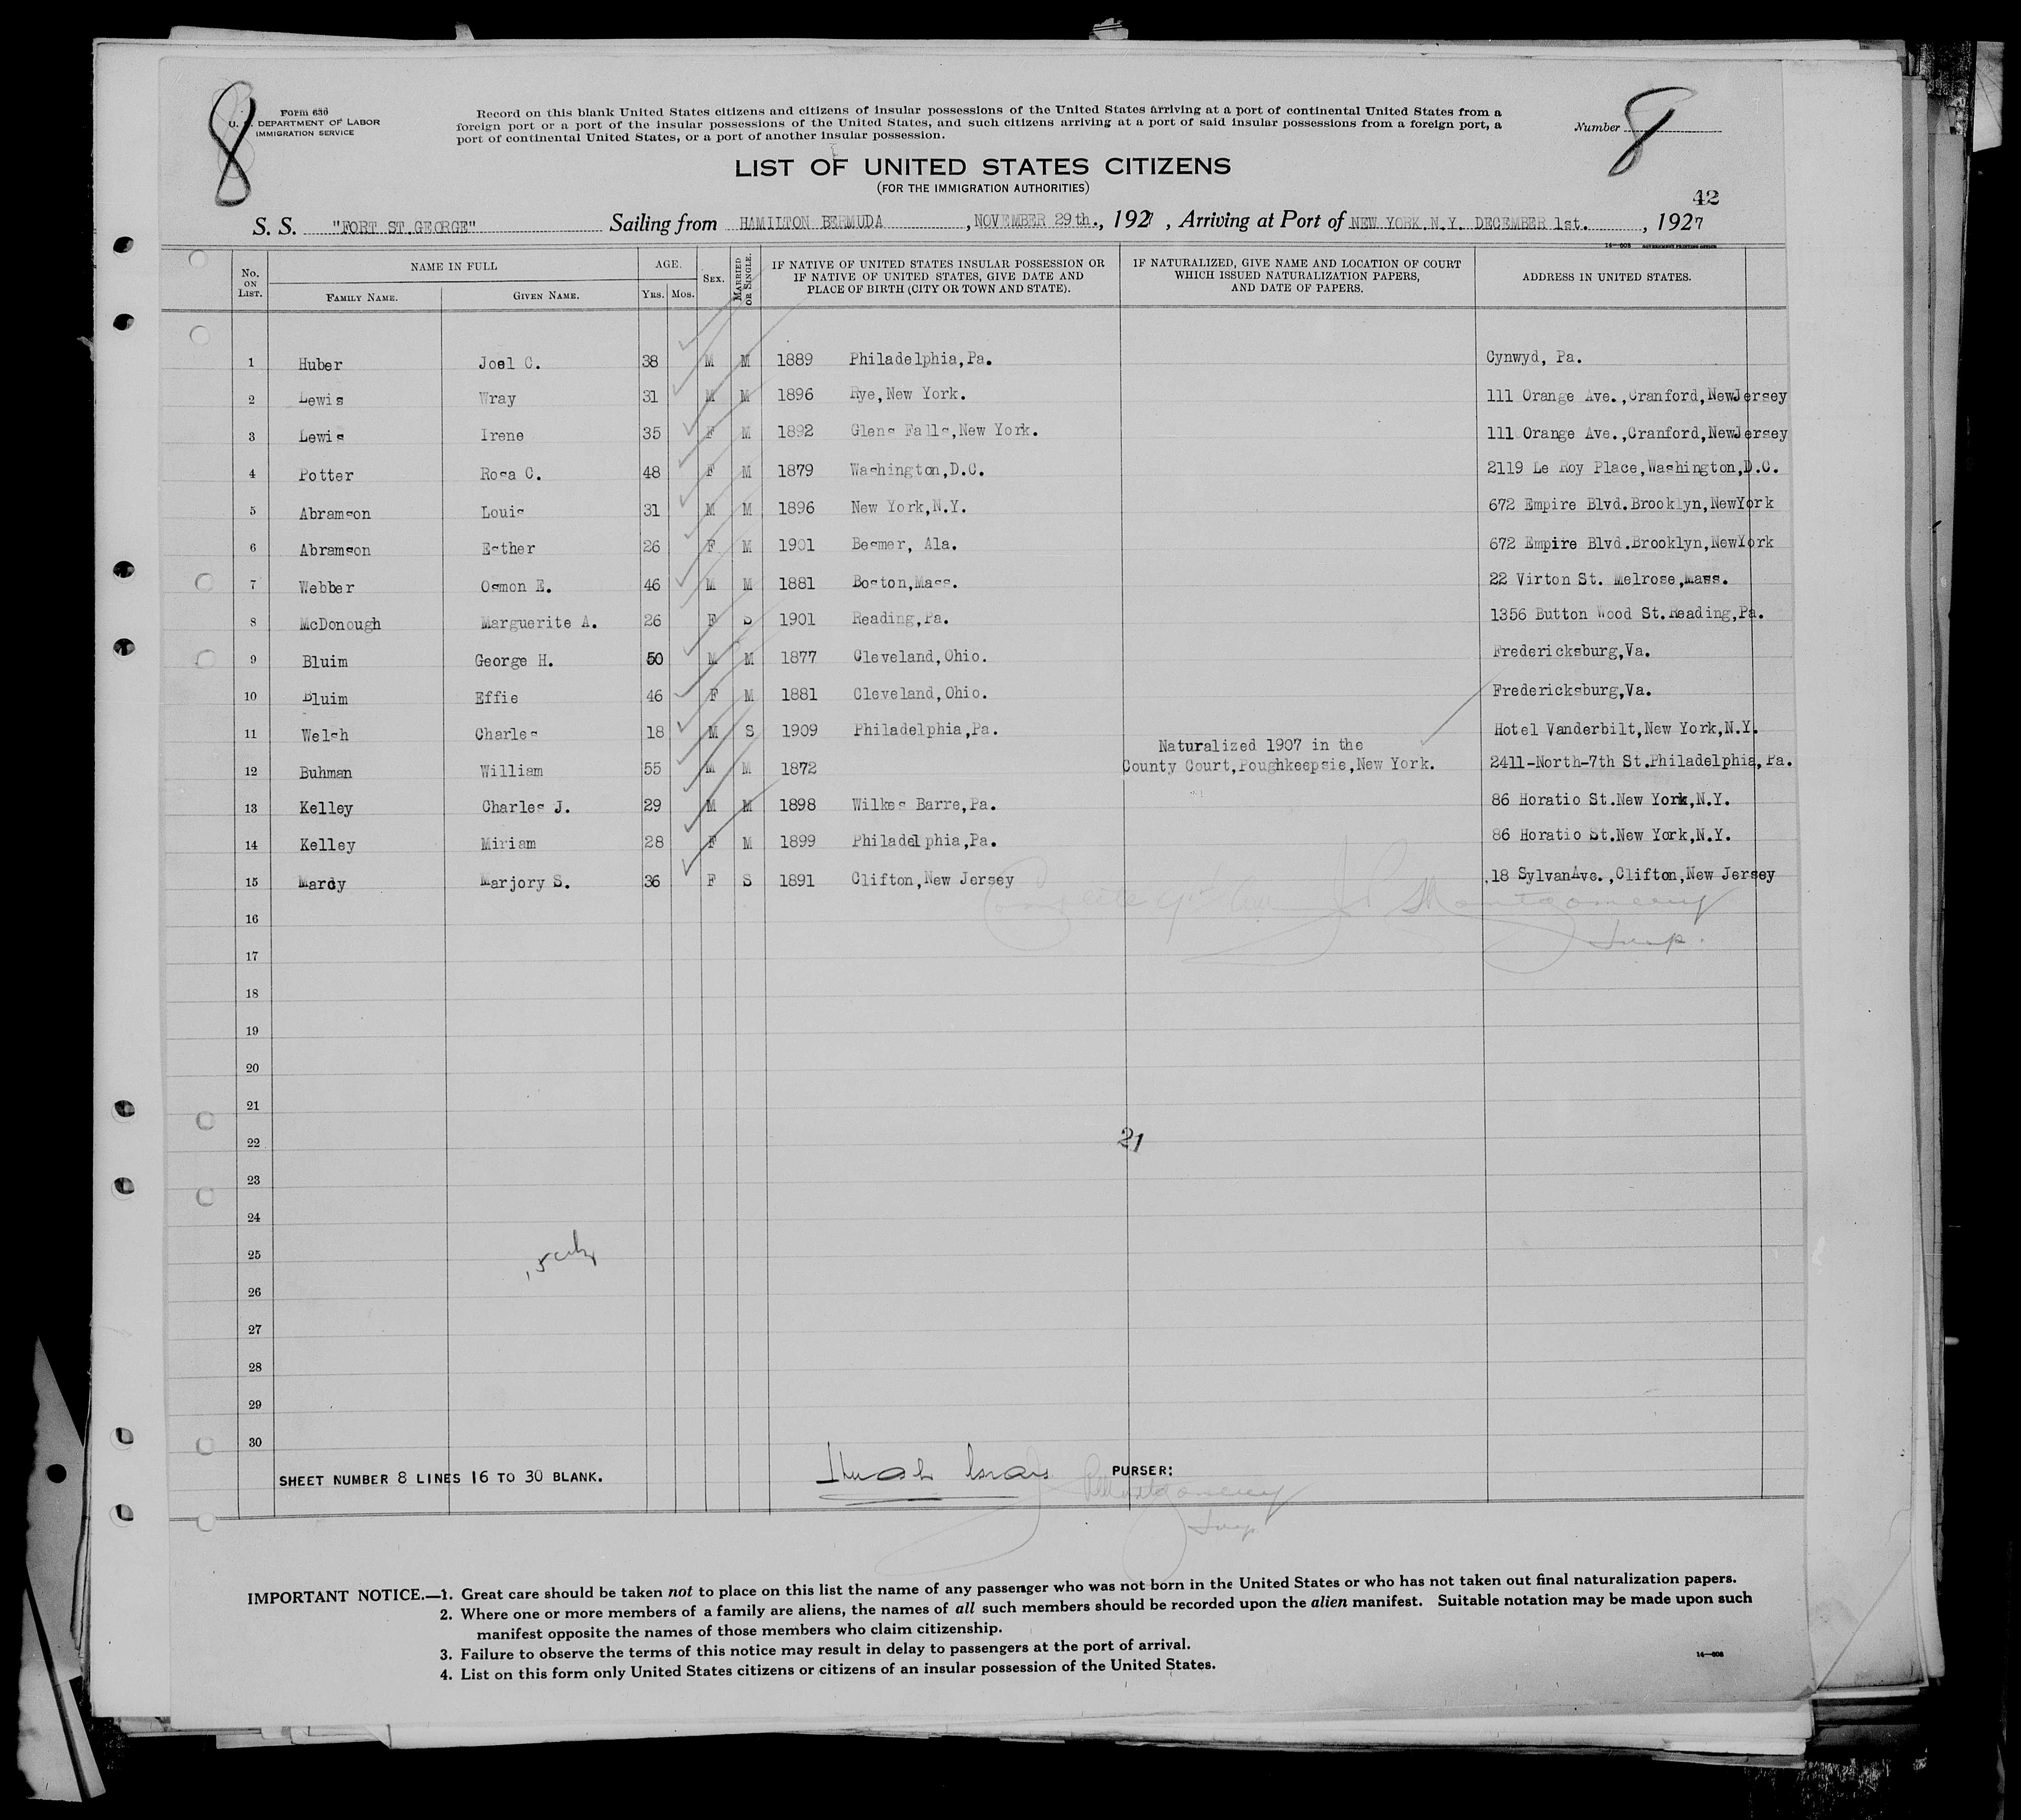 8
Form 630
U. S. DEPARTMENT OF LABOR
IMMIGRATION SERVICE
Record on this blank United States citizens and citizens of insular possessions of the United States arriving at a port of continental United States from a
foreign port or a port of the insular possessions of the United States, and such citizens arriving at a port of said insular possessions from a foreign port, a
port of continental United States, or a port of another insular possession.
Number 8
LIST OF UNITED STATES CITIZENS
(FOR THE IMMIGRATION AUTHORITIES)
42
S. S. "FORT ST.GEORGE" Sailing from HAMILTON BERMUDA, NOVEMBER 29th., 1927, Arriving at Port of NEW YORK.N.Y. DECEMBER 1st., 1927
14-608 GOVERNMENT PRINTING OFFICE
No. ON LIST. NAME IN FULL FAMILY NAME. GIVEN NAME. AGE. YRS. MOS. SEX. MARRIED OR SINGLE. IF NATIVE OF UNITED STATES INSULAR POSSESSION OR IF NATIVE OF UNITED STATES, GIVE DATE AND PLACE OF BIRTH (CITY OR TOWN AND STATE). IF NATURALIZED, GIVE NAME AND LOCATION OF COURT WHICH ISSUED NATURALIZATION PAPERS, AND DATE OF PAPERS. ADDRESS IN UNITED STATES.
1 Huber Joel C. 38 M M 1889 Philadelphia,Pa. Cynwyd, Pa.
2 Lewis Wray 31 M M 1896 Rye,New York. 111 Orange Ave.,Cranford,NewJersey
3 Lewis Irene 35 F M 1892 Glens Falls,New York. 111 Orange Ave.,Cranford,NewJersey
4 Potter Rosa C. 48 F M 1879 Washington,D.C. 2119 Le Roy Place,Washington,D.C.
5 Abramson Louis 31 M M 1896 New York,N.Y. 672 Empire Blvd.Brooklyn,NewYork
6 Abramson Esther 26 F M 1901 Besmer, Ala. 672 Empire Blvd.Brooklyn,NewYork
7 Webber Osmon E. 46 M M 1881 Boston,Mass. 22 Virton St. Melrose,Mass.
8 McDonough Marguerite A. 26 F S 1901 Reading,Pa. 1356 Button Wood St.Reading,Pa.
9 Bluim George H. 50 M M 1877 Cleveland,Ohio. Fredericksburg,Va.
10 Bluim Effie 46 F M 1881 Cleveland,Ohio. Fredericksburg,Va.
11 Welsh Charles 18 M S 1909 Philadelphia,Pa. Hotel Vanderbilt,New York,N.Y.
Naturalized 1907 in the
12 Buhman William 55 M M 1872 County Court,Poughkeepsie,New York. 2411-North-7th St.Philadelphia,Pa.
13 Kelley Charles J. 29 M M 1898 Wilkes Barre,Pa. 86 Horatio St.New York,N.Y.
14 Kelley Miriam 28 F M 1899 Philadelphia,Pa. 86 Horatio St.New York,N.Y.
15 Mardy Marjory S. 36 F S 1891 Clifton,New Jersey 18 SylvanAve.,Clifton,New Jersey
16 Montgomery
Insp.
17
18
19
20
21
22 21
23
24
25
26
27
28
29
30
SHEET NUMBER 8 LINES 16 TO 30 BLANK. PURSER:
Montgomery
Insp
IMPORTANT NOTICE.—1. Great care should be taken not to place on this list the name of any passenger who was not born in the United States or who has not taken out final naturalization papers.
2. Where one or more members of a family are aliens, the names of all such members should be recorded upon the alien manifest. Suitable notation may be made upon such
manifest opposite the names of those members who claim citizenship.
3. Failure to observe the terms of this notice may result in delay to passengers at the port of arrival.
4. List on this form only United States citizens or citizens of an insular possession of the United States.
14-608